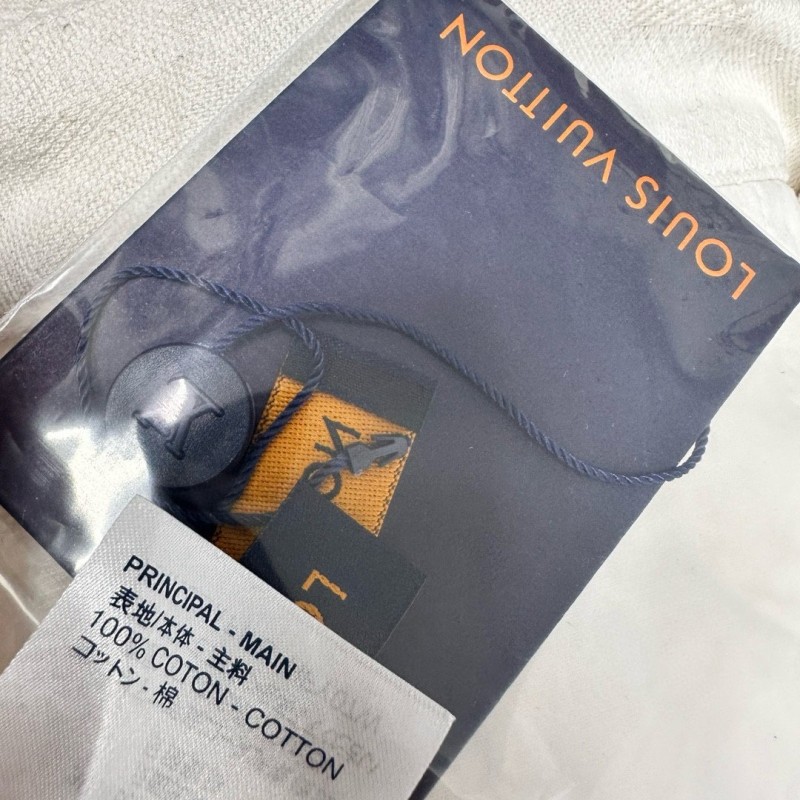 LOUIS VUITTON
PRINCIPAL - MAIN
表地/本体 - 主料
100% COTON - COTTON
コットン - 棉